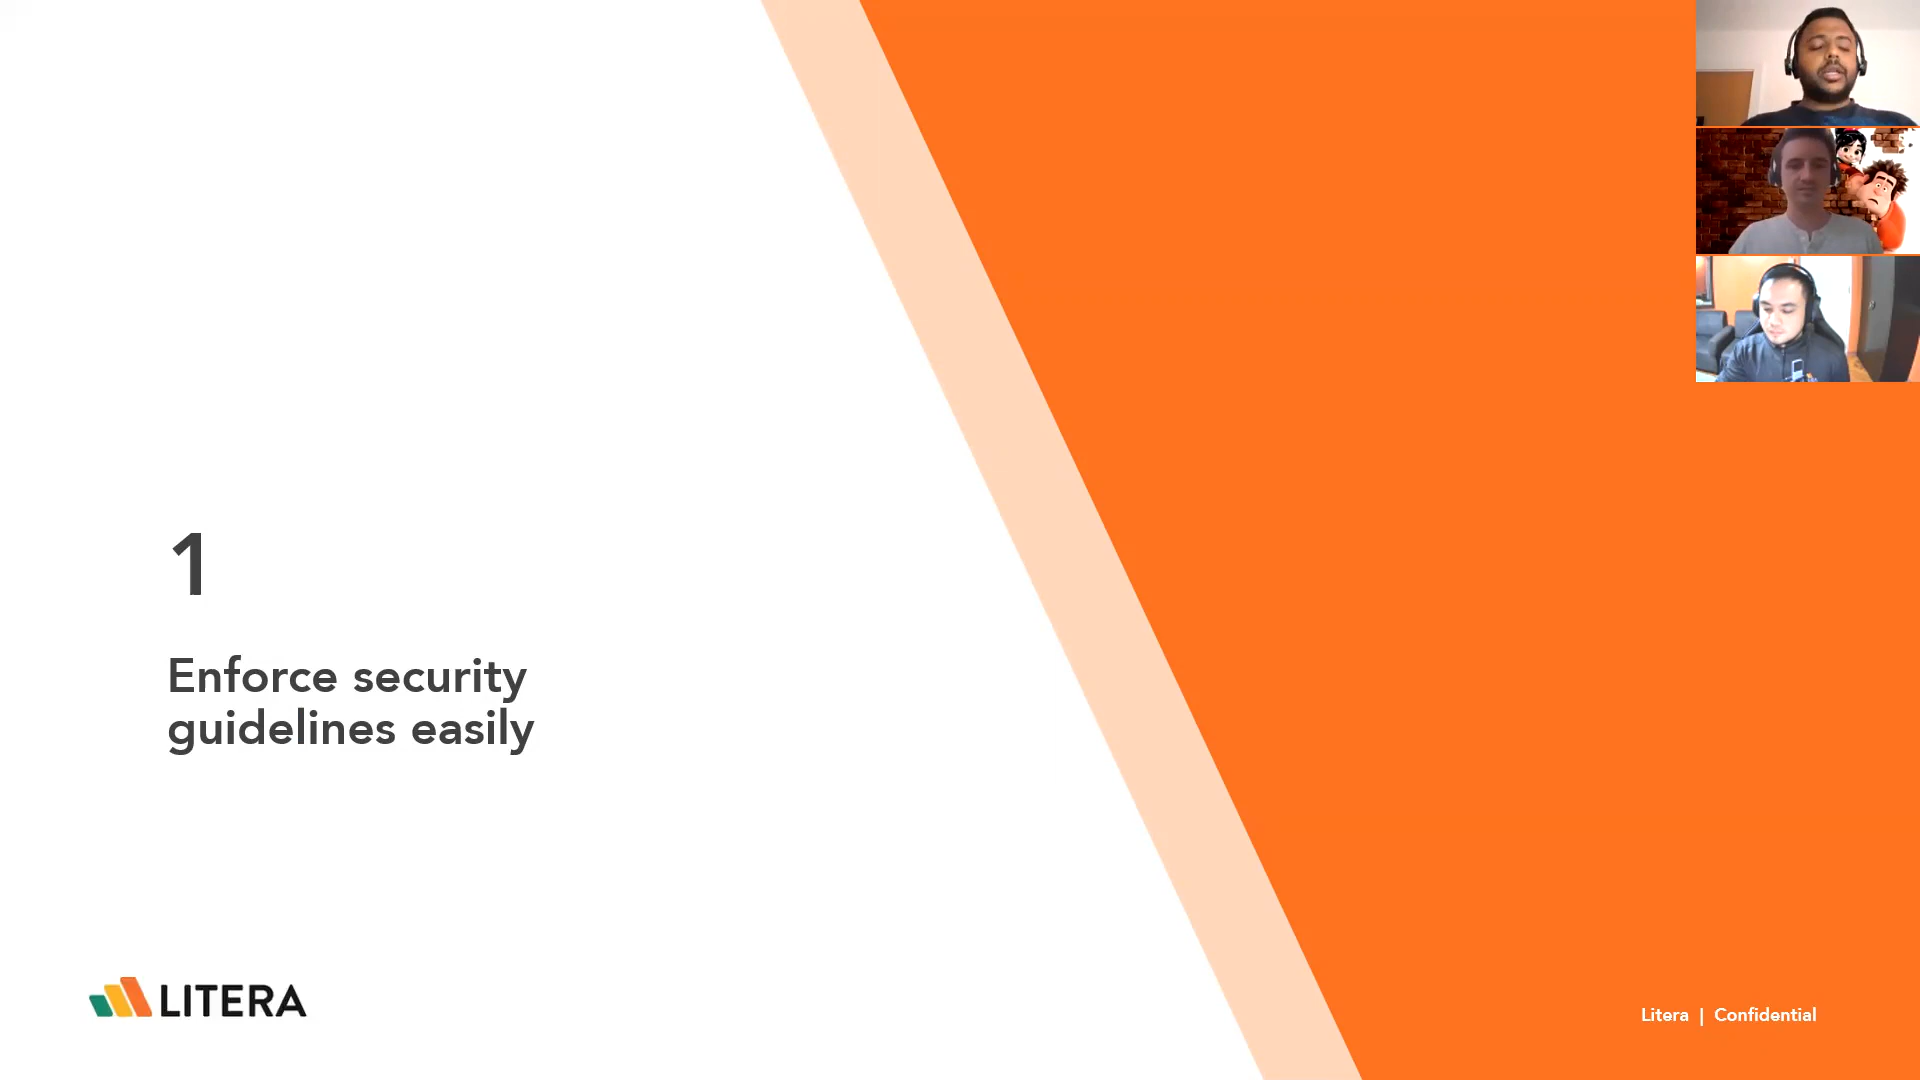 1
Enforce security
guidelines easily
LITERA
Litera | Confidential